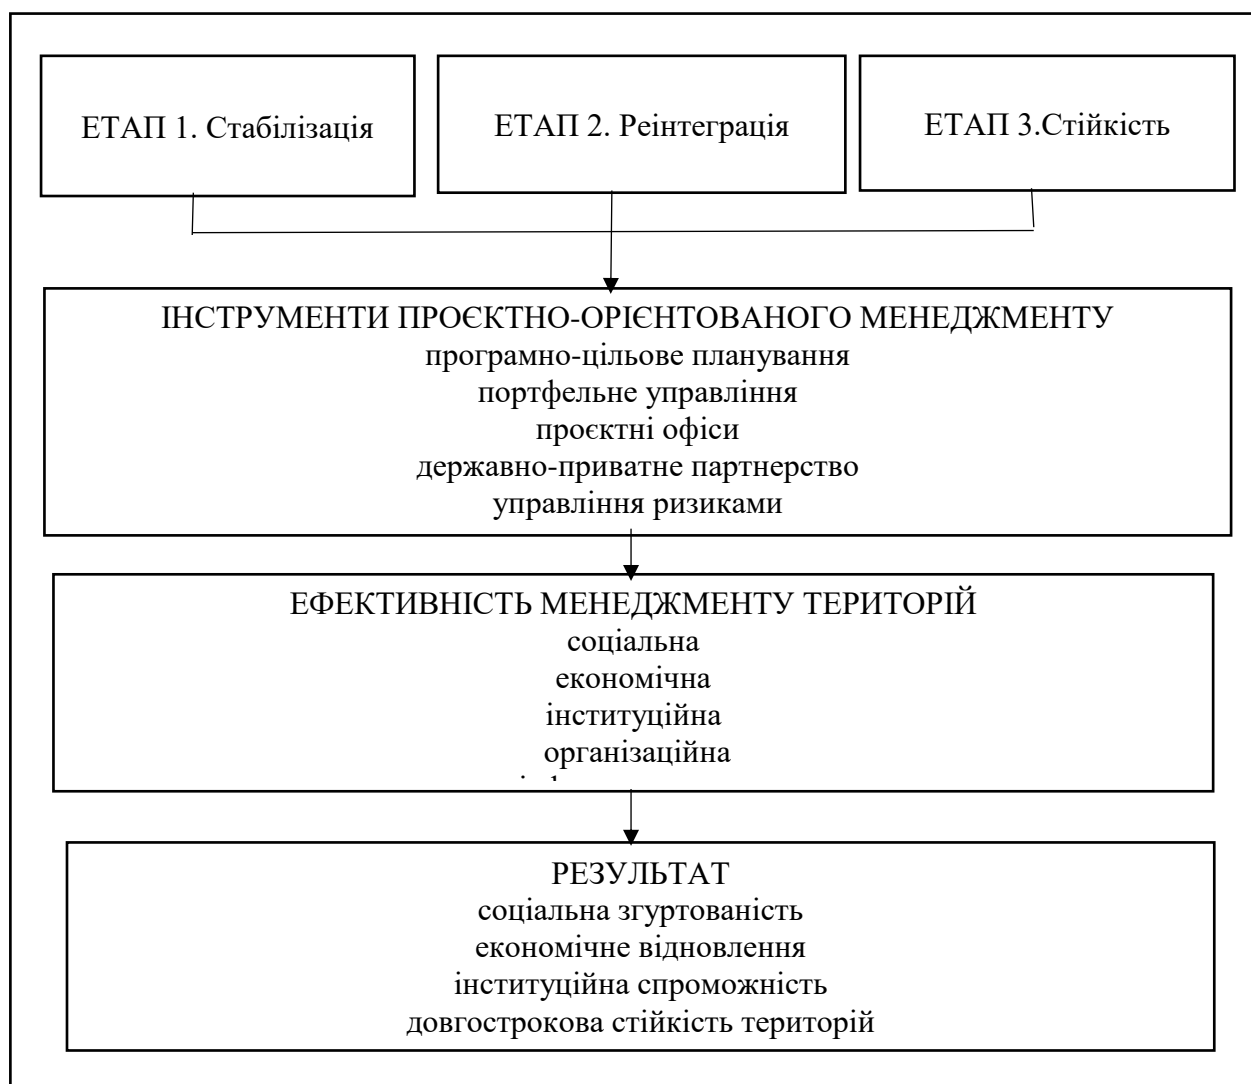 ЕТАП 1. Стабілізація
ЕТАП 2. Реінтеграція
ЕТАП 3.Стійкість
ІНСТРУМЕНТИ ПРОЄКТНО-ОРІЄНТОВАНОГО МЕНЕДЖМЕНТУ
програмно-цільове планування
портфельне управління
проєктні офіси
державно-приватне партнерство
управління ризиками
ЕФЕКТИВНІСТЬ МЕНЕДЖМЕНТУ ТЕРИТОРІЙ
соціальна
економічна
інституційна
організаційна
РЕЗУЛЬТАТ
соціальна згуртованість
економічне відновлення
інституційна спроможність
довгострокова стійкість територій